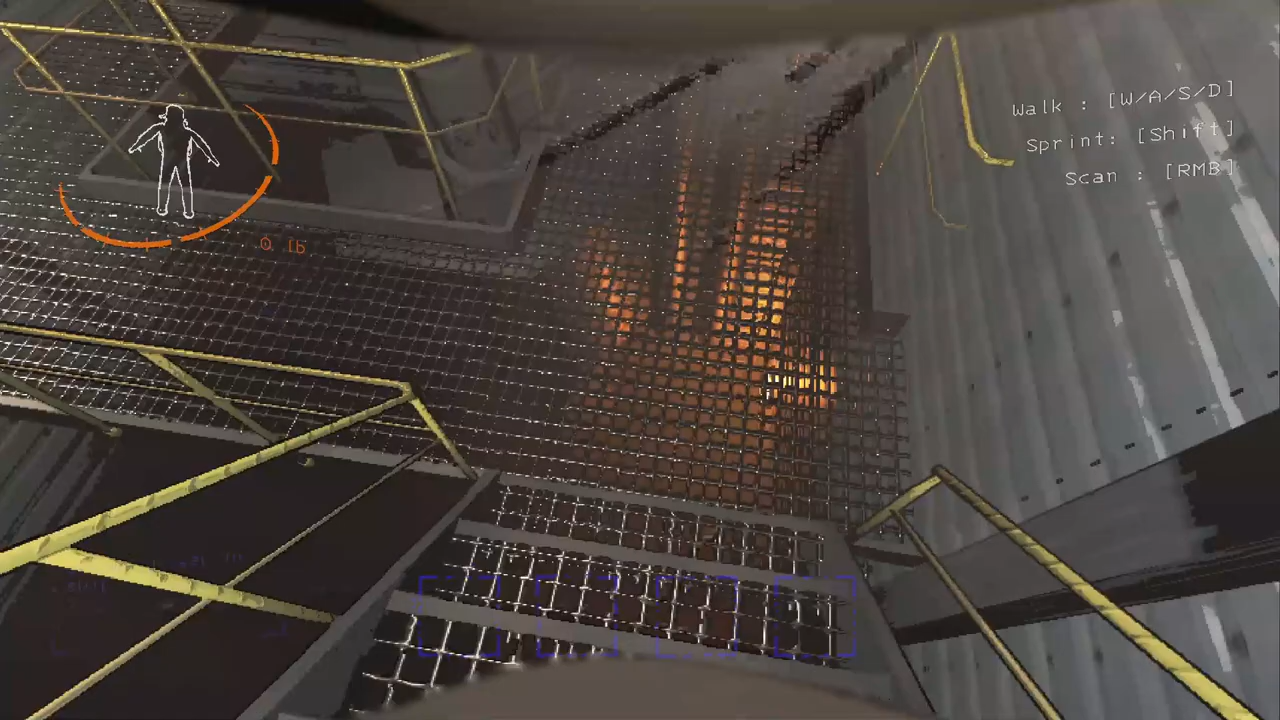 Walk : [W/A/S/D]
Sprint: [Shift]
Scan : [RMB]
0 lb